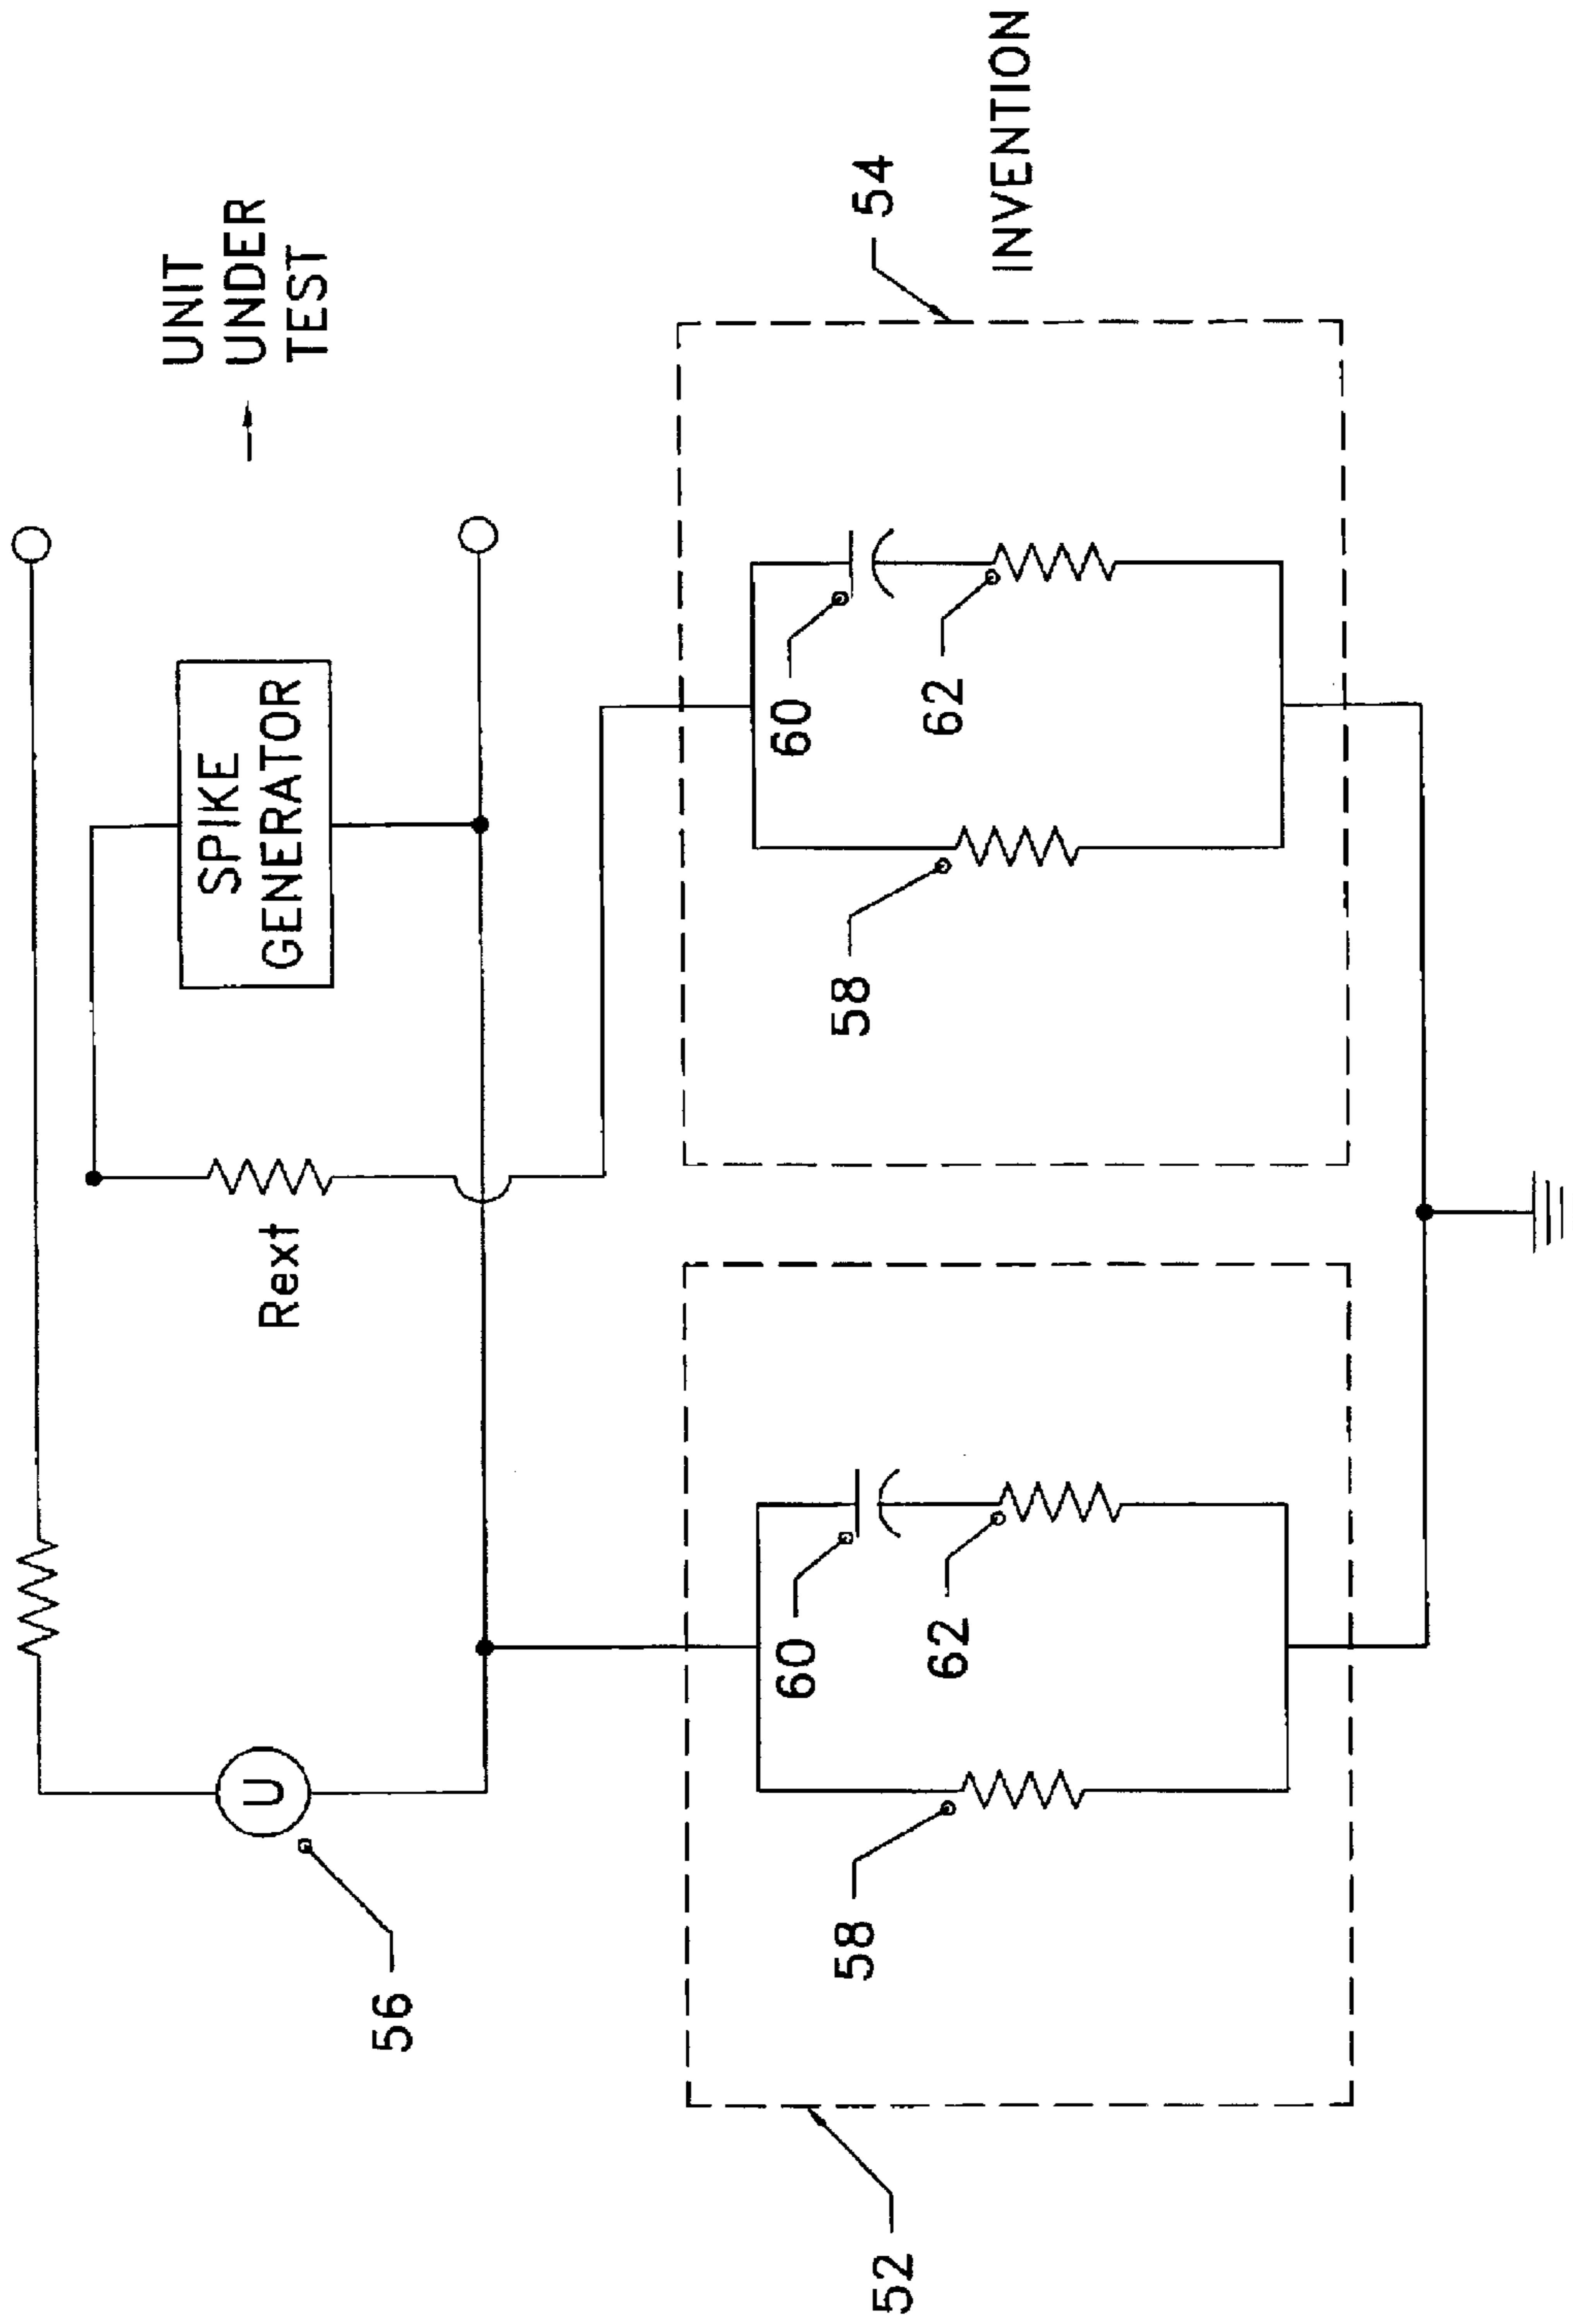 UNIT
UNDER
TEST
SPIKE
GENERATOR
Rext
U
56
54
INVENTION
60
62
58
60
62
58
52